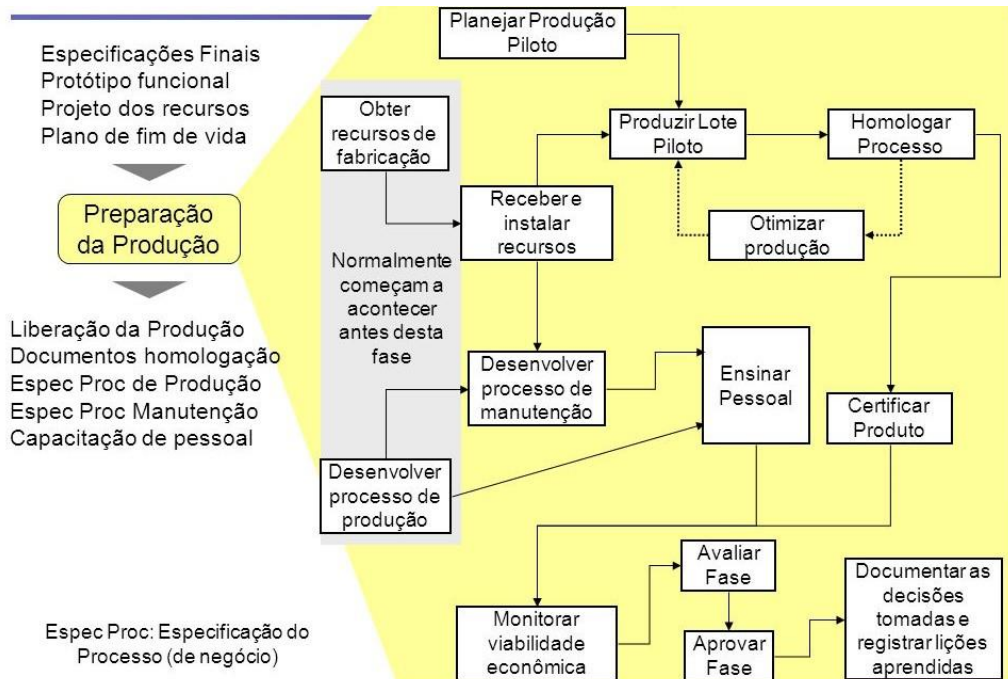 Especificações Finais
Protótipo funcional
Projeto dos recursos
Plano de fim de vida
Preparação
da Produção
Liberação da Produção
Documentos homologação
Espec Proc de Produção
Espec Proc Manutenção
Capacitação de pessoal
Espec Proc: Especificação do
Processo (de negócio)
Planejar Produção
Piloto
Obter
recursos de
fabricação
Produzir Lote
Piloto
Homologar
Processo
Receber e
instalar
recursos
Otimizar
produção
Normalmente
começam a
acontecer
antes desta
fase
Desenvolver
processo de
manutenção
Ensinar
Pessoal
Certificar
Produto
Desenvolver
processo de
produção
Monitorar
viabilidade
econômica
Avaliar
Fase
Aprovar
Fase
Documentar as
decisões
tomadas e
registrar lições
aprendidas